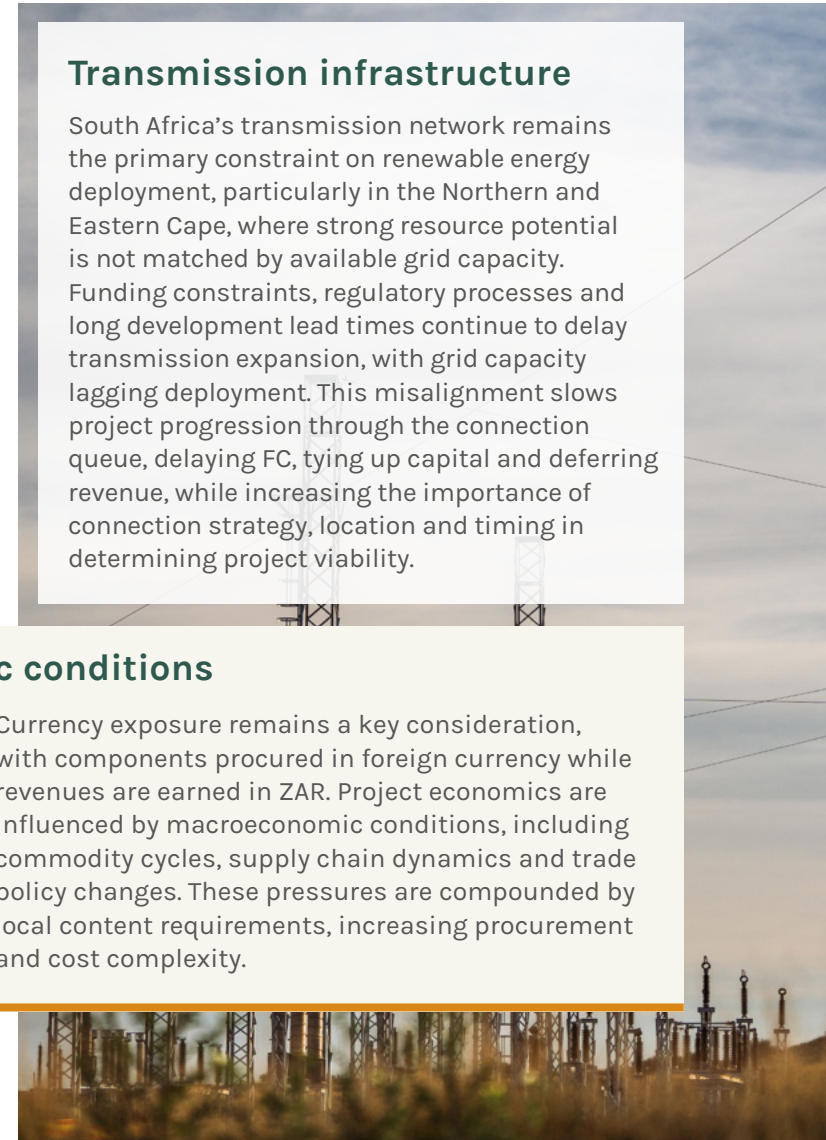 Transmission infrastructure
South Africa’s transmission network remains
the primary constraint on renewable energy
deployment, particularly in the Northern and
Eastern Cape, where strong resource potential
is not matched by available grid capacity.
Funding constraints, regulatory processes and
long development lead times continue to delay
transmission expansion, with grid capacity
lagging deployment. This misalignment slows
project progression through the connection
queue, delaying FC, tying up capital and deferring
revenue, while increasing the importance of
connection strategy, location and timing in
determining project viability.
c conditions
Currency exposure remains a key consideration,
with components procured in foreign currency while
revenues are earned in ZAR. Project economics are
influenced by macroeconomic conditions, including
commodity cycles, supply chain dynamics and trade
policy changes. These pressures are compounded by
local content requirements, increasing procurement
and cost complexity.